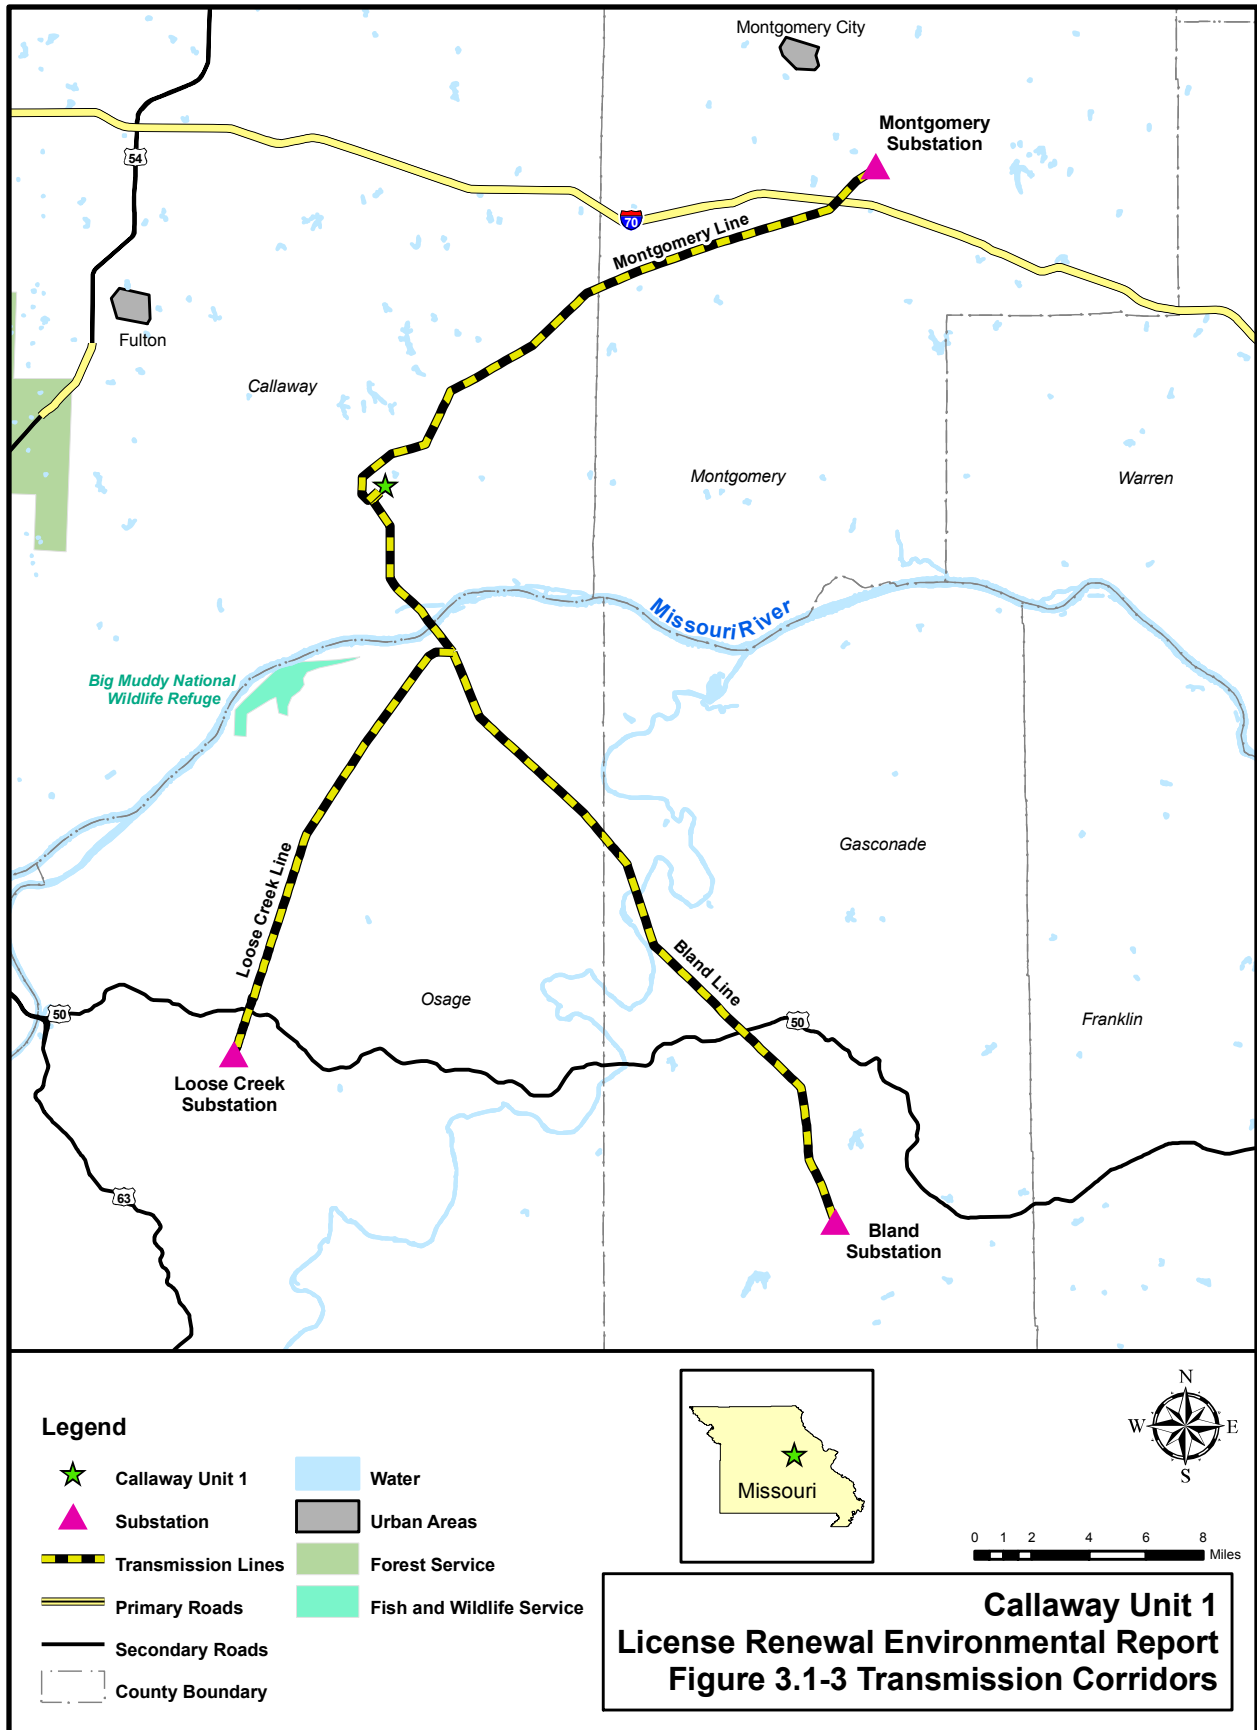 Montgomery City
Montgomery
Substation
54
70
Montgomery Line
Fulton
Callaway
Montgomery
Warren
Missouri River
Big Muddy National
Wildlife Refuge
Gasconade
Loose Creek Line
Bland Line
Osage
50
50
Franklin
Loose Creek
Substation
63
Bland
Substation
Legend
Callaway Unit 1
Substation
Transmission Lines
Primary Roads
Secondary Roads
County Boundary
Water
Urban Areas
Forest Service
Fish and Wildlife Service
Missouri
N
W E
S
0 1 2 4 6 8
Miles
Callaway Unit 1
License Renewal Environmental Report
Figure 3.1-3 Transmission Corridors